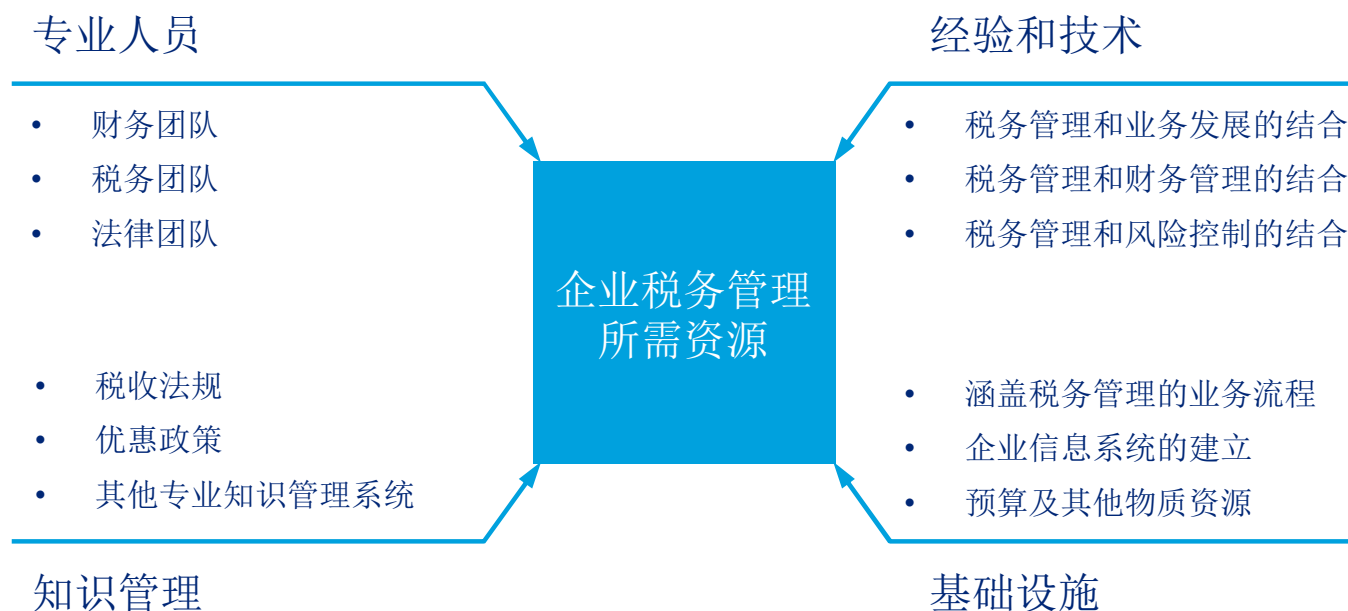 专业人员
• 财务团队
• 税务团队
• 法律团队
经验和技术
• 税务管理和业务发展的结合
• 税务管理和财务管理的结合
• 税务管理和风险控制的结合
企业税务管理
所需资源
• 税收法规
• 优惠政策
• 其他专业知识管理系统
知识管理
• 涵盖税务管理的业务流程
• 企业信息系统的建立
• 预算及其他物质资源
基础设施